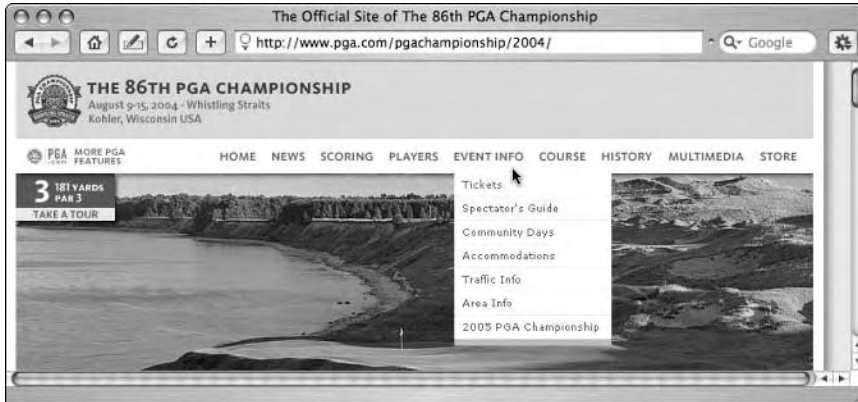 The Official Site of The 86th PGA Championship
http://www.pga.com/pgachampionship/2004/
Google
THE 86TH PGA CHAMPIONSHIP
August 9-15, 2004 - Whistling Straits
Kohler, Wisconsin USA
PGA.com MORE PGA FEATURES
HOME NEWS SCORING PLAYERS EVENT INFO COURSE HISTORY MULTIMEDIA STORE
3 181 YARDS
PAR 3
TAKE A TOUR
Tickets
Spectator's Guide
Community Days
Accommodations
Traffic Info
Area Info
2005 PGA Championship